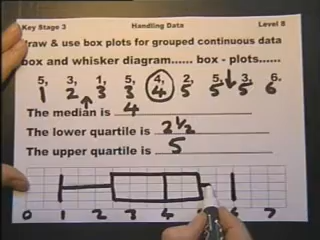 Key Stage 3 Handling Data Level 8
draw & use box plots for grouped continuous data
box and whisker diagram...... box - plots......
5, 3, 1, 5, 4, 2, 5, 3, 6.
1 2 3 3 4 5 5 5 6
The median is 4
The lower quartile is 2½
The upper quartile is 5
0 1 2 3 4 5 6 7